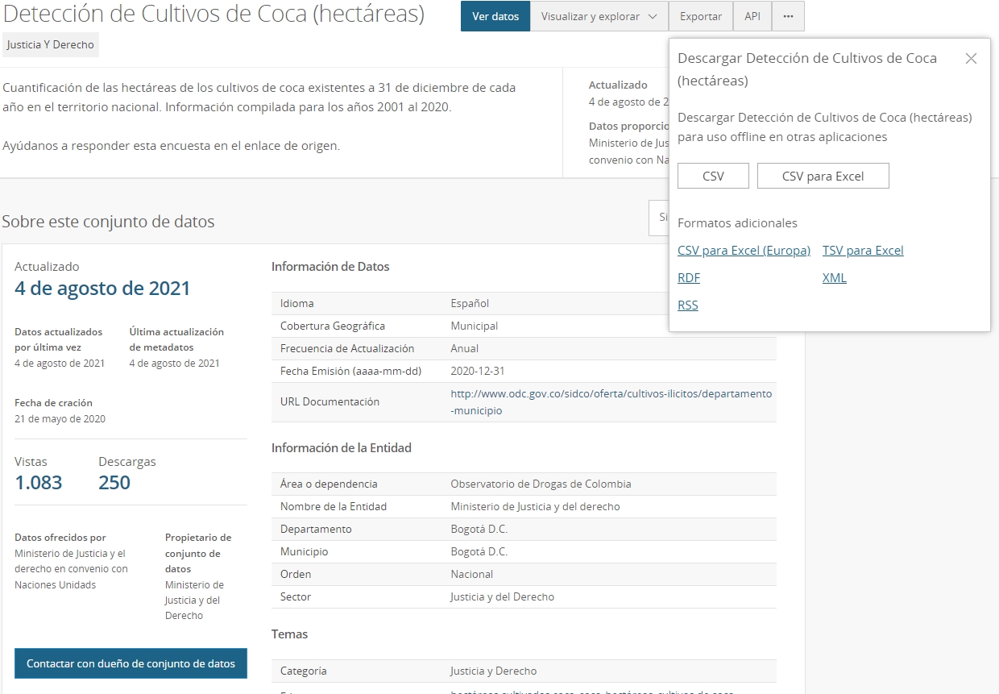 Detección de Cultivos de Coca (hectáreas)
Ver datos
Visualizar y explorar
Exportar
API
Justicia Y Derecho
Cuantificación de las hectáreas de los cultivos de coca existentes a 31 de diciembre de cada
año en el territorio nacional. Información compilada para los años 2001 al 2020.
Ayúdanos a responder esta encuesta en el enlace de origen.
Actualizado
4 de agosto de 2
Datos proporcio
Ministerio de Jus
convenio con Na
Descargar Detección de Cultivos de Coca
(hectáreas)
Descargar Detección de Cultivos de Coca (hectáreas)
para uso offline en otras aplicaciones
CSV
CSV para Excel
Formatos adicionales
CSV para Excel (Europa)
TSV para Excel
RDF
XML
RSS
Sobre este conjunto de datos
Si
Actualizado
4 de agosto de 2021
Datos actualizados
por última vez
4 de agosto de 2021
Última actualización
de metadatos
4 de agosto de 2021
Fecha de cración
21 de mayo de 2020
Vistas
1.083
Descargas
250
Datos ofrecidos por
Ministerio de Justicia y el
derecho en convenio con
Naciones Unidads
Propietario de
conjunto de
datos
Ministerio de
Justicia y del
Derecho
Contactar con dueño de conjunto de datos
Información de Datos
Idioma Español
Cobertura Geográfica Municipal
Frecuencia de Actualización Anual
Fecha Emisión (aaaa-mm-dd) 2020-12-31
URL Documentación http://www.odc.gov.co/sidco/oferta/cultivos-ilicitos/departamento
-municipio
Información de la Entidad
Área o dependencia Observatorio de Drogas de Colombia
Nombre de la Entidad Ministerio de Justicia y del derecho
Departamento Bogotá D.C.
Municipio Bogotá D.C.
Orden Nacional
Sector Justicia y del Derecho
Temas
Categoría Justicia y Derecho